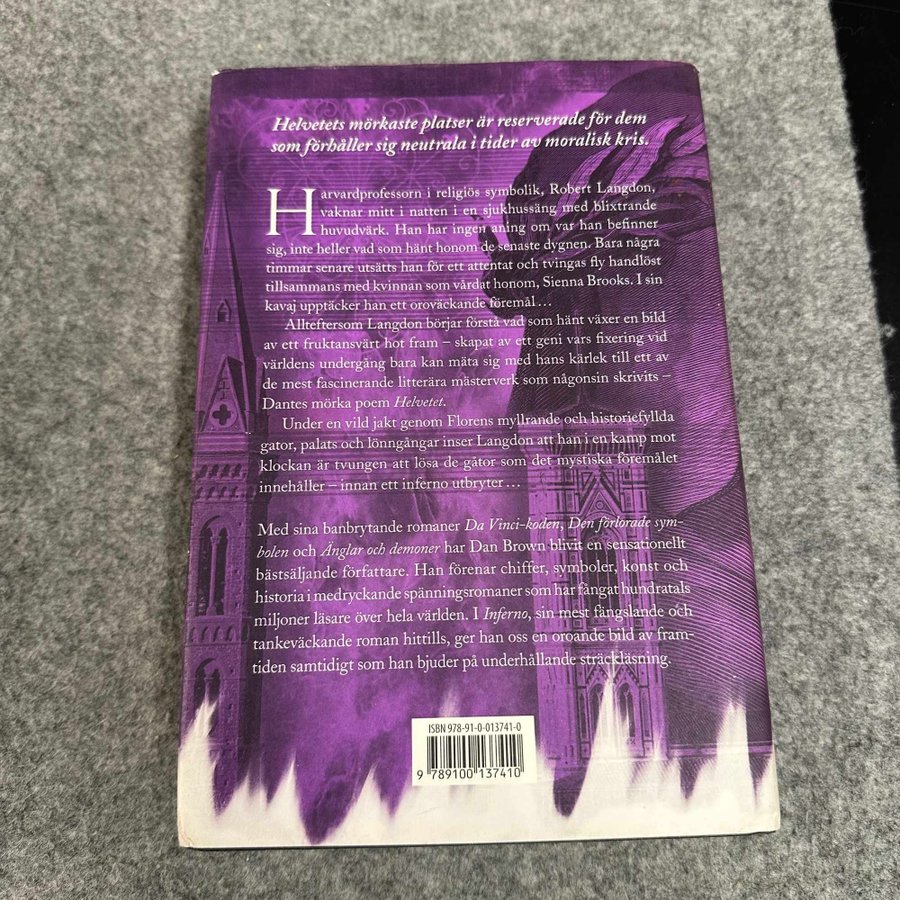 Helvetets mörkaste platser är reserverade för dem
som förhåller sig neutrala i tider av moralisk kris.
Harvardprofessorn i religiös symbolik, Robert Langdon,
vaknar mitt i natten i en sjukhussäng med blixtrande
huvudvärk. Han har ingen aning om var han befinner
sig, inte heller vad som hänt honom de senaste dygnen. Bara några
timmar senare utsätts han för ett attentat och tvingas fly handlöst
tillsammans med kvinnan som vårdat honom, Sienna Brooks. I sin
kavaj upptäcker han ett oroväckande föremål ...
Allteftersom Langdon börjar förstå vad som hänt växer en bild
av ett fruktansvärt hot fram – skapat av ett geni vars fixering vid
världens undergång bara kan mäta sig med hans kärlek till ett av
de mest fascinerande litterära mästerverk som någonsin skrivits –
Dantes mörka poem Helvetet.
Under en vild jakt genom Florens myllrande och historiefyllda
gator, palats och lönngångar inser Langdon att han i en kamp mot
klockan är tvungen att lösa de gåtor som det mystiska föremålet
innehåller – innan ett inferno utbryter ...
Med sina banbrytande romaner Da Vinci-koden, Den förlorade sym-
bolen och Änglar och demoner har Dan Brown blivit en sensationellt
bästsäljande författare. Han förenar chiffer, symboler, konst och
historia i medryckande spänningsromaner som har fångat hundratals
miljoner läsare över hela världen. I Inferno, sin mest fängslande och
tankeväckande roman hittills, ger han oss en oroande bild av fram-
tiden samtidigt som han bjuder på underhållande sträckläsning.
ISBN 978-91-0-013741-0
9 789100 137410